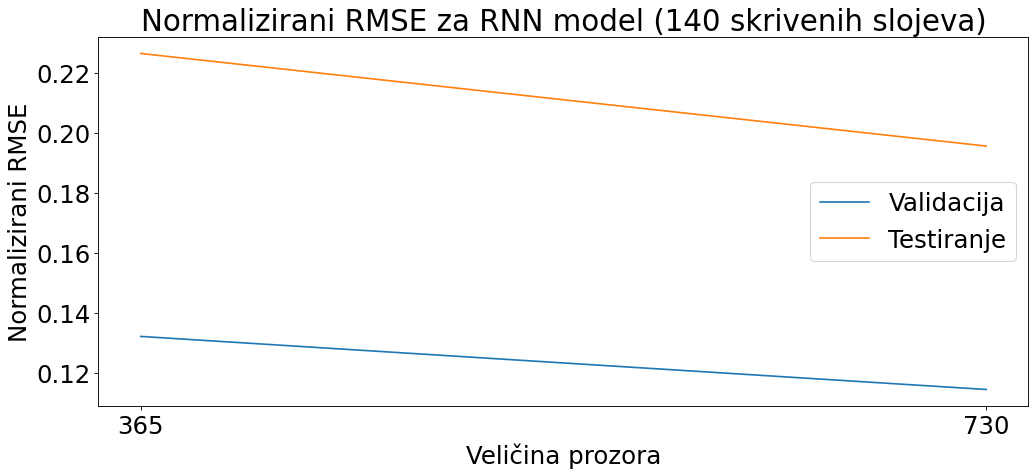 Normalizirani RMSE za RNN model (140 skrivenih slojeva)
Normalizirani RMSE
0.22
0.20
0.18
0.16
0.14
0.12
Validacija
Testiranje
365
730
Veličina prozora